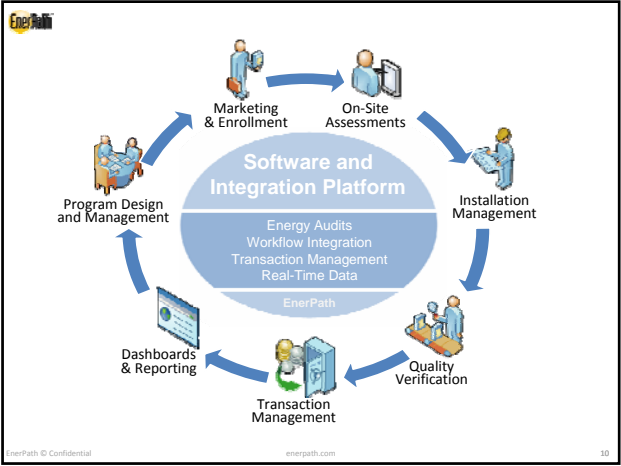 EnerPath
Marketing
& Enrollment
On-Site
Assessments
Installation
Management
Quality
Verification
Transaction
Management
Dashboards
& Reporting
Program Design
and Management
Software and
Integration Platform
Energy Audits
Workflow Integration
Transaction Management
Real-Time Data
EnerPath
EnerPath © Confidential
enerpath.com
10